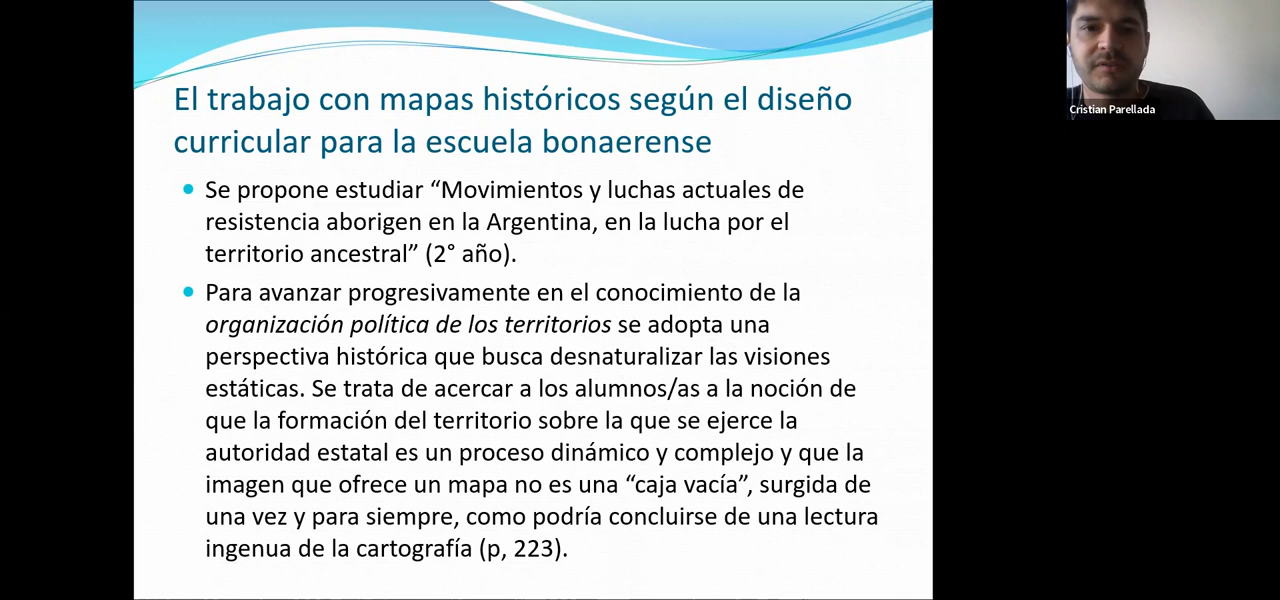 El trabajo con mapas históricos según el diseño
curricular para la escuela bonaerense
Se propone estudiar “Movimientos y luchas actuales de
resistencia aborigen en la Argentina, en la lucha por el
territorio ancestral” (2° año).
Para avanzar progresivamente en el conocimiento de la
organización política de los territorios se adopta una
perspectiva histórica que busca desnaturalizar las visiones
estáticas. Se trata de acercar a los alumnos/as a la noción de
que la formación del territorio sobre la que se ejerce la
autoridad estatal es un proceso dinámico y complejo y que la
imagen que ofrece un mapa no es una “caja vacía”, surgida de
una vez y para siempre, como podría concluirse de una lectura
ingenua de la cartografía (p, 223).
Cristian Parellada